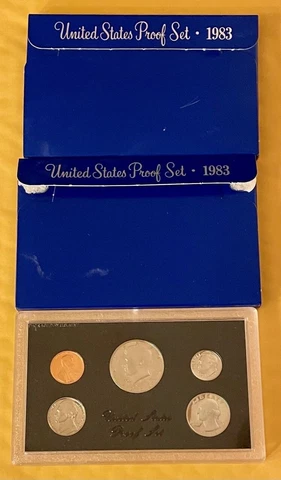 United States Proof Set • 1983
United States Proof Set • 1983
United States
Proof Set